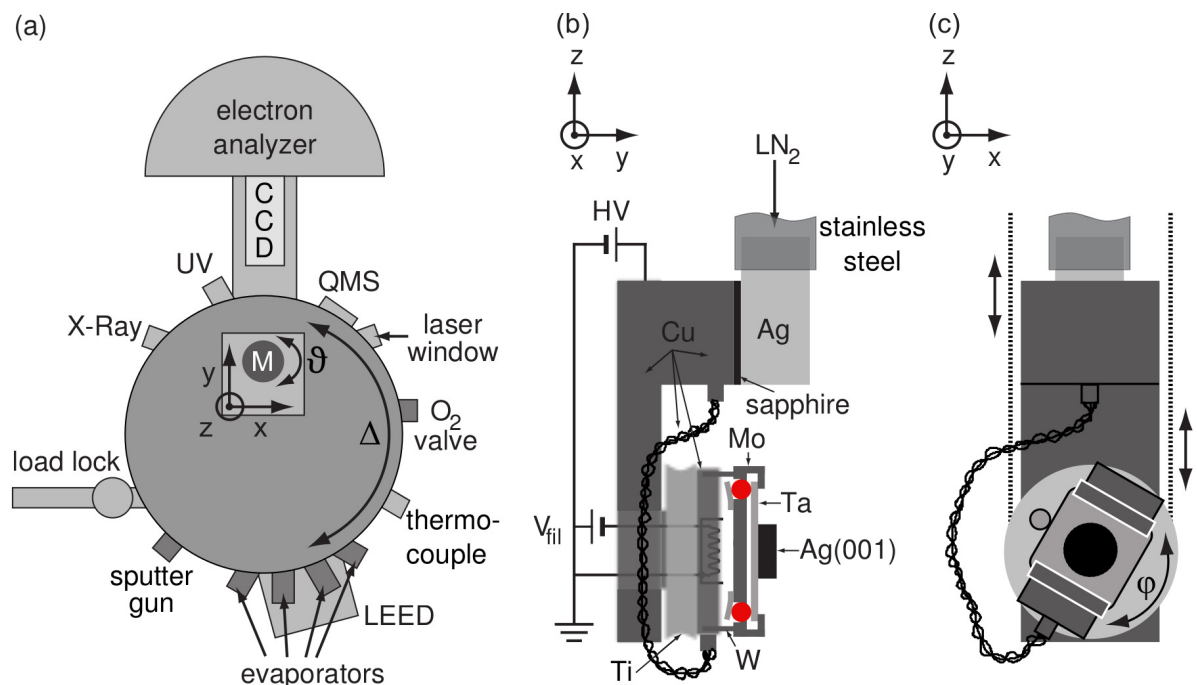 (a)
electron
analyzer
C
C
D
UV
QMS
X-Ray
laser
window
M
ϑ
y
z
x
Δ
O2
valve
load lock
thermo-
couple
sputter
gun
LEED
evaporators
(b)
z
x
y
LN2
HV
stainless
steel
Cu
Ag
sapphire
Mo
Ta
Vfil
Ag(001)
Ti
W
(c)
z
y
x
φ